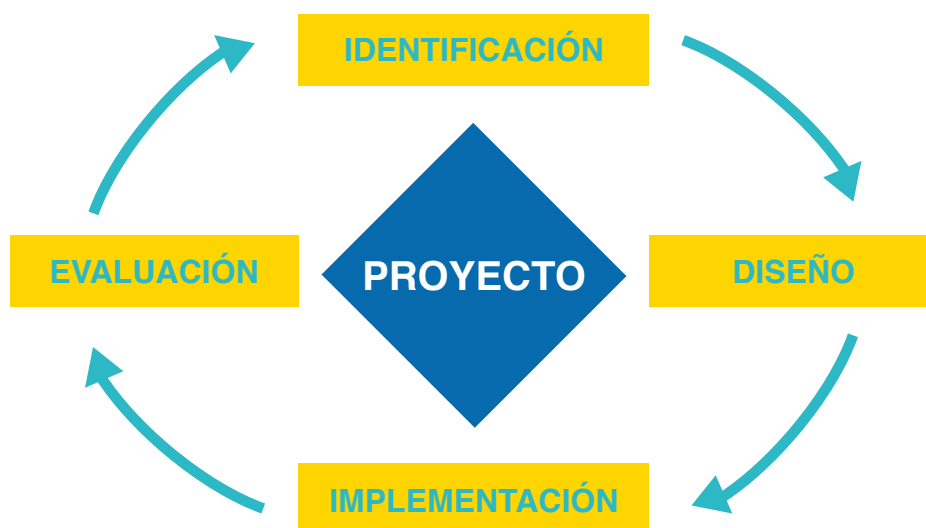 IDENTIFICACIÓN
EVALUACIÓN
PROYECTO
DISEÑO
IMPLEMENTACIÓN